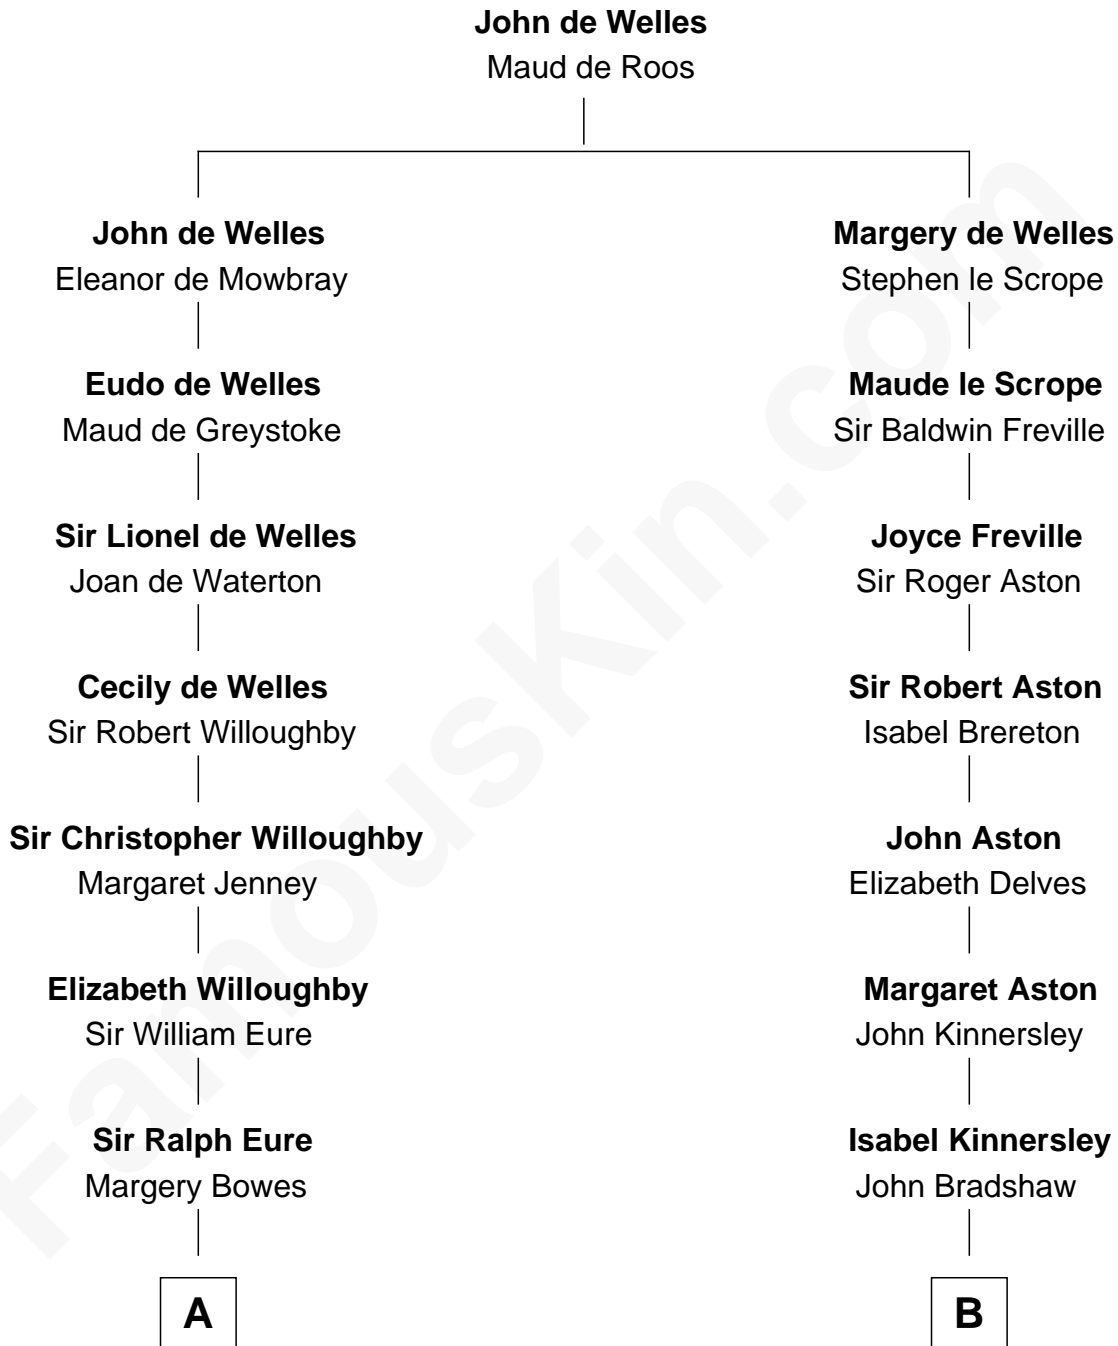 John de Welles
Maud de Roos
John de Welles
Eleanor de Mowbray
Eudo de Welles
Maud de Greystoke
Sir Lionel de Welles
Joan de Waterton
Cecily de Welles
Sir Robert Willoughby
Sir Christopher Willoughby
Margaret Jenney
Elizabeth Willoughby
Sir William Eure
Sir Ralph Eure
Margery Bowes
A
Margery de Welles
Stephen le Scrope
Maude le Scrope
Sir Baldwin Freville
Joyce Freville
Sir Roger Aston
Sir Robert Aston
Isabel Brereton
John Aston
Elizabeth Delves
Margaret Aston
John Kinnersley
Isabel Kinnersley
John Bradshaw
B
FamousKin.com